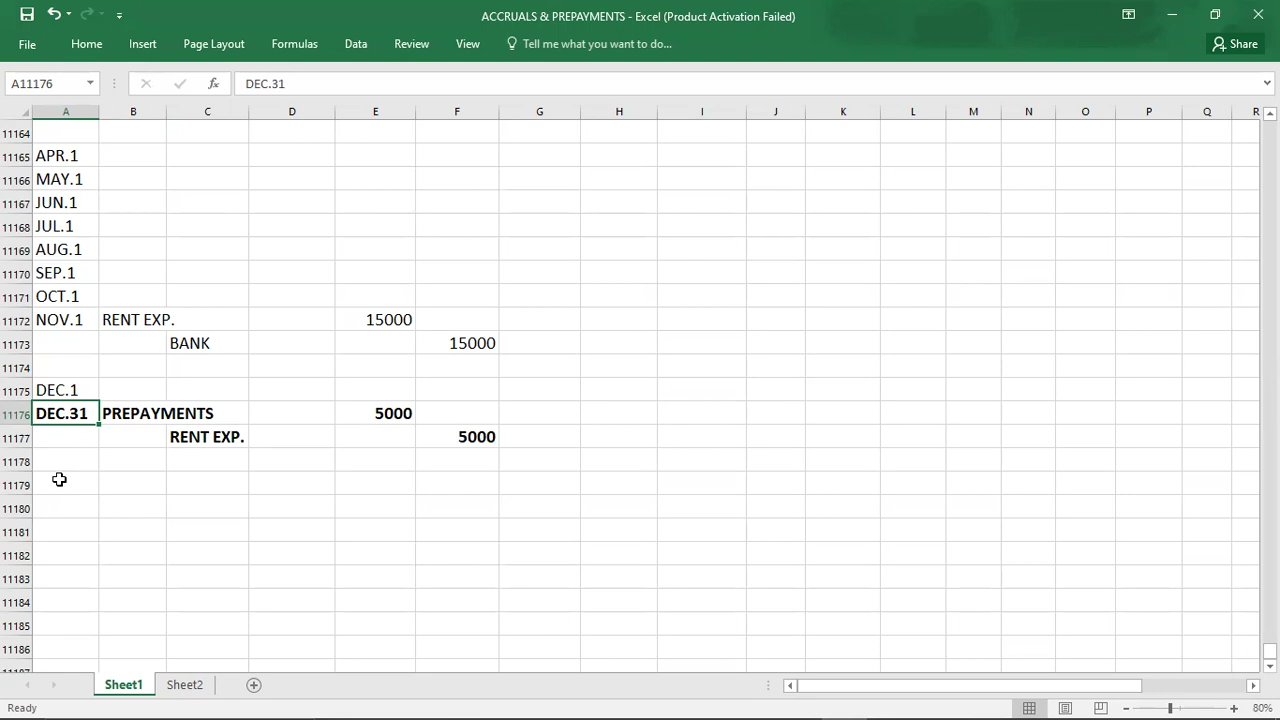 ACCRUALS & PREPAYMENTS - Excel (Product Activation Failed)
File Home Insert Page Layout Formulas Data Review View Tell me what you want to do... Share
A11176 fx DEC.31
A B C D E F G H I J K L M N O P Q R
11164
11165 APR.1
11166 MAY.1
11167 JUN.1
11168 JUL.1
11169 AUG.1
11170 SEP.1
11171 OCT.1
11172 NOV.1 RENT EXP. 15000
11173 BANK 15000
11174
11175 DEC.1
11176 DEC.31 PREPAYMENTS 5000
11177 RENT EXP. 5000
11178
11179
11180
11181
11182
11183
11184
11185
11186
11187
Sheet1 Sheet2
Ready 80%